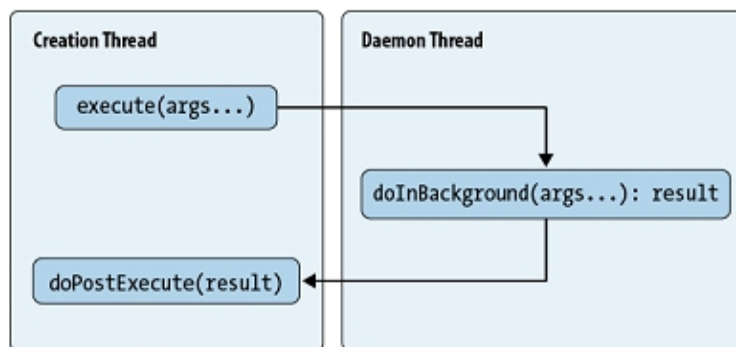 Creation Thread
Daemon Thread
execute(args...)
doInBackground(args...): result
doPostExecute(result)